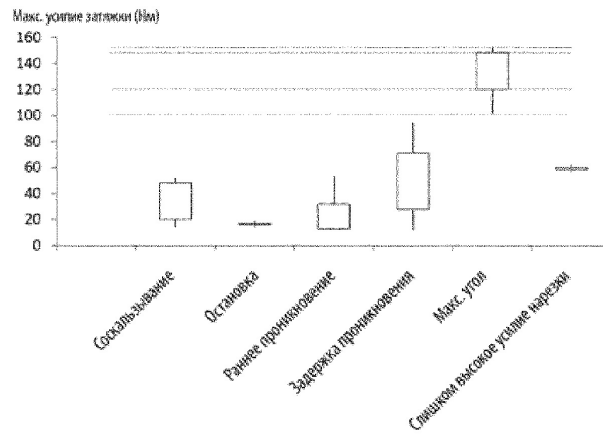 Макс. усилие затяжки (Нм)
160
140
120
100
80
60
40
20
0
Соскальзывание
Остановка
Раннее проникновение
Задержка проникновения
Макс. угол
Слишком высокое усилие нарезки